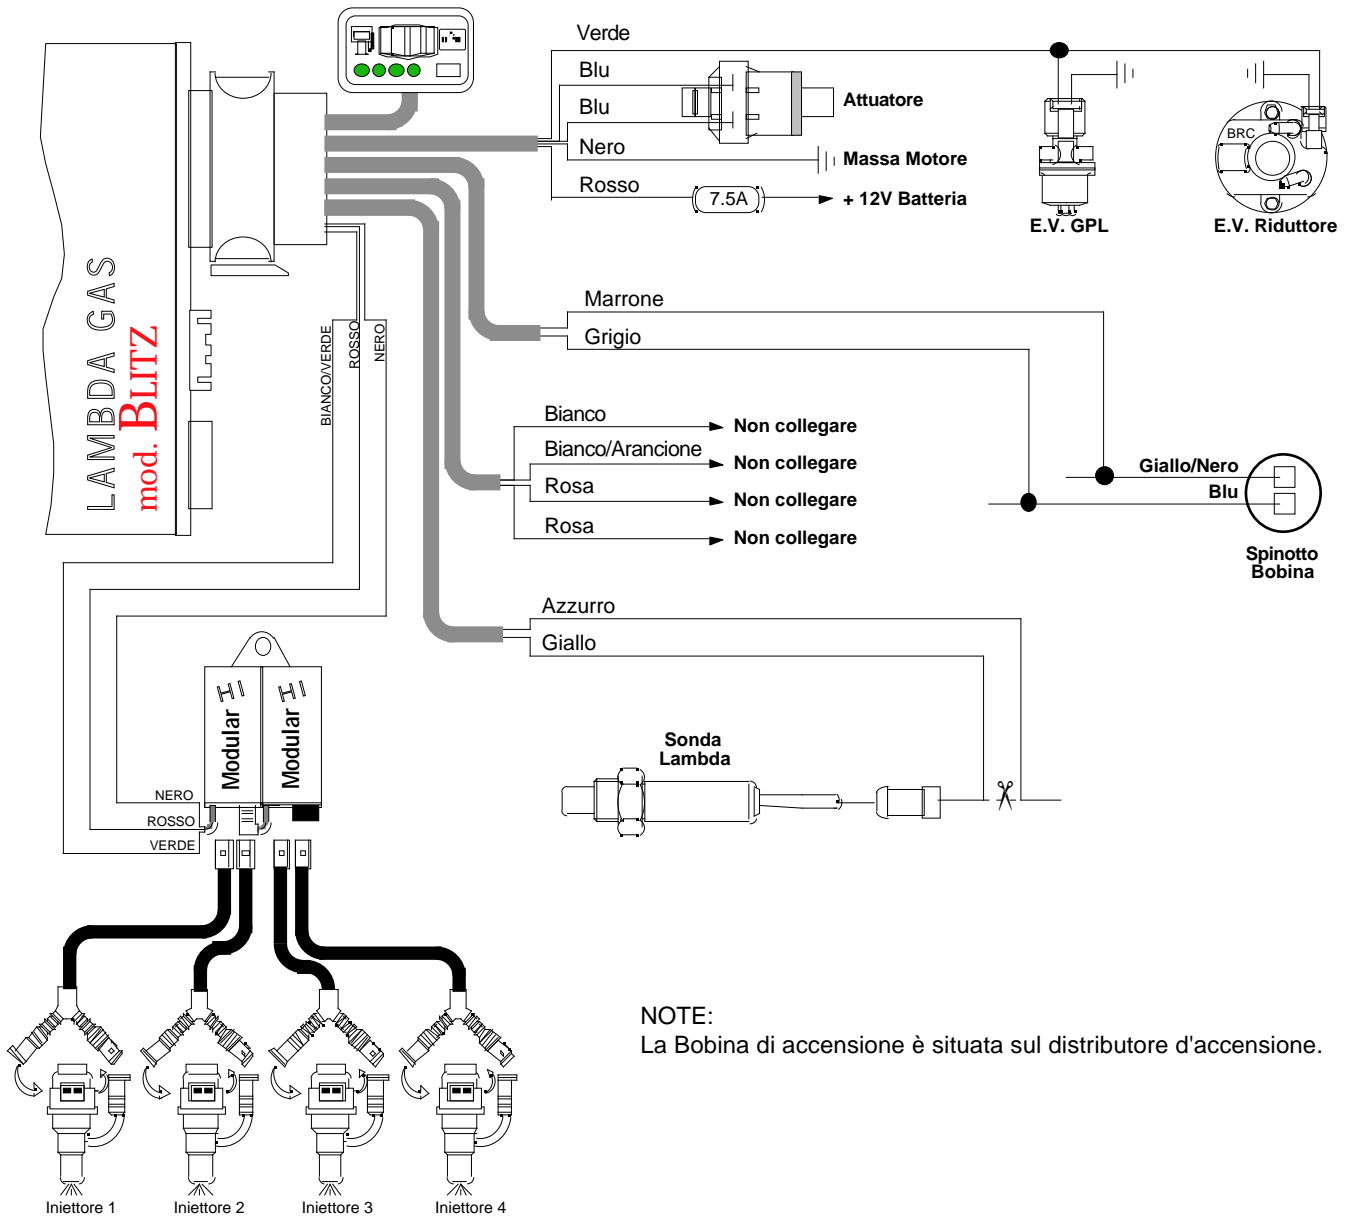 Verde
Blu
Blu
Nero
Rosso
7.5A
Attuatore
Massa Motore
+ 12V Batteria
BRC
E.V. GPL
E.V. Riduttore
LAMBDA GAS
mod. BLITZ
BIANCO/VERDE
ROSSO
NERO
Marrone
Grigio
Bianco
Bianco/Arancione
Rosa
Rosa
Non collegare
Non collegare
Non collegare
Non collegare
Giallo/Nero
Blu
Spinotto
Bobina
Azzurro
Giallo
Sonda
Lambda
Modular HI
Modular HI
NERO
ROSSO
VERDE
NOTE:
La Bobina di accensione è situata sul distributore d'accensione.
Iniettore 1
Iniettore 2
Iniettore 3
Iniettore 4